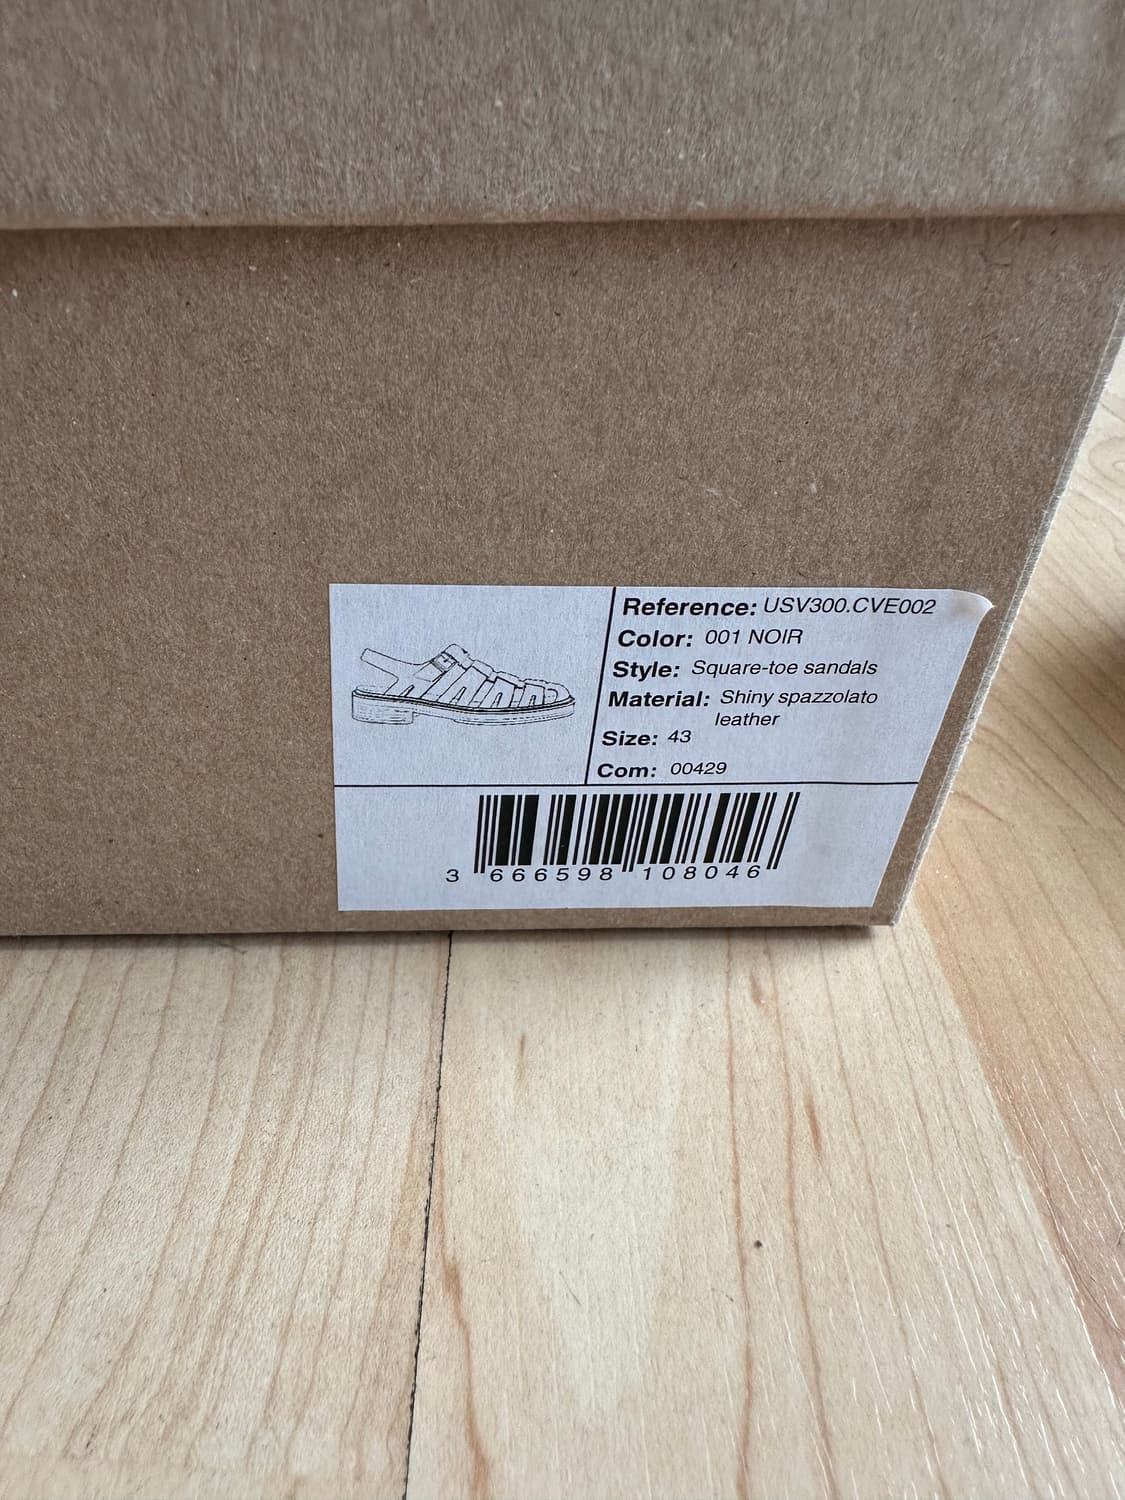 Reference: USV300.CVE002
Color: 001 NOIR
Style: Square-toe sandals
Material: Shiny spazzolato
leather
Size: 43
Com: 00429
3 666598 108046